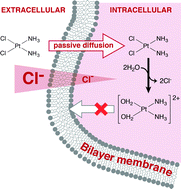 EXTRACELLULAR INTRACELLULAR
Cl NH₃ Cl NH₃
Pt passive diffusion Pt
Cl NH₃ Cl NH₃
2H₂O
2Cl⁻
Cl⁻ Cl⁻
OH₂ NH₃ 2+
Pt
OH₂ NH₃
Bilayer membrane